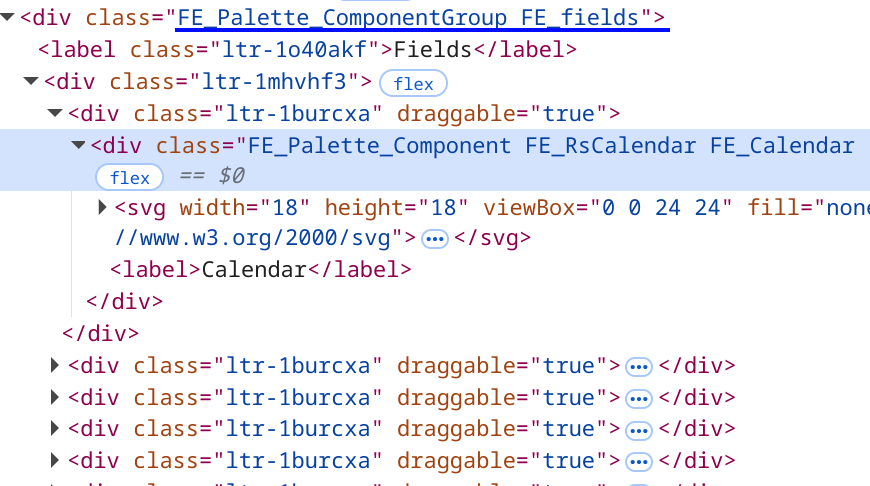 <div class="FE_Palette_ComponentGroup FE_fields">
<label class="ltr-1o40akf">Fields</label>
<div class="ltr-1mhvhf3"> flex
<div class="ltr-1burcxa" draggable="true">
<div class="FE_Palette_Component FE_RsCalendar FE_Calendar
flex == $0
<svg width="18" height="18" viewBox="0 0 24 24" fill="none
//www.w3.org/2000/svg">…</svg>
<label>Calendar</label>
</div>
</div>
<div class="ltr-1burcxa" draggable="true">…</div>
<div class="ltr-1burcxa" draggable="true">…</div>
<div class="ltr-1burcxa" draggable="true">…</div>
<div class="ltr-1burcxa" draggable="true">…</div>